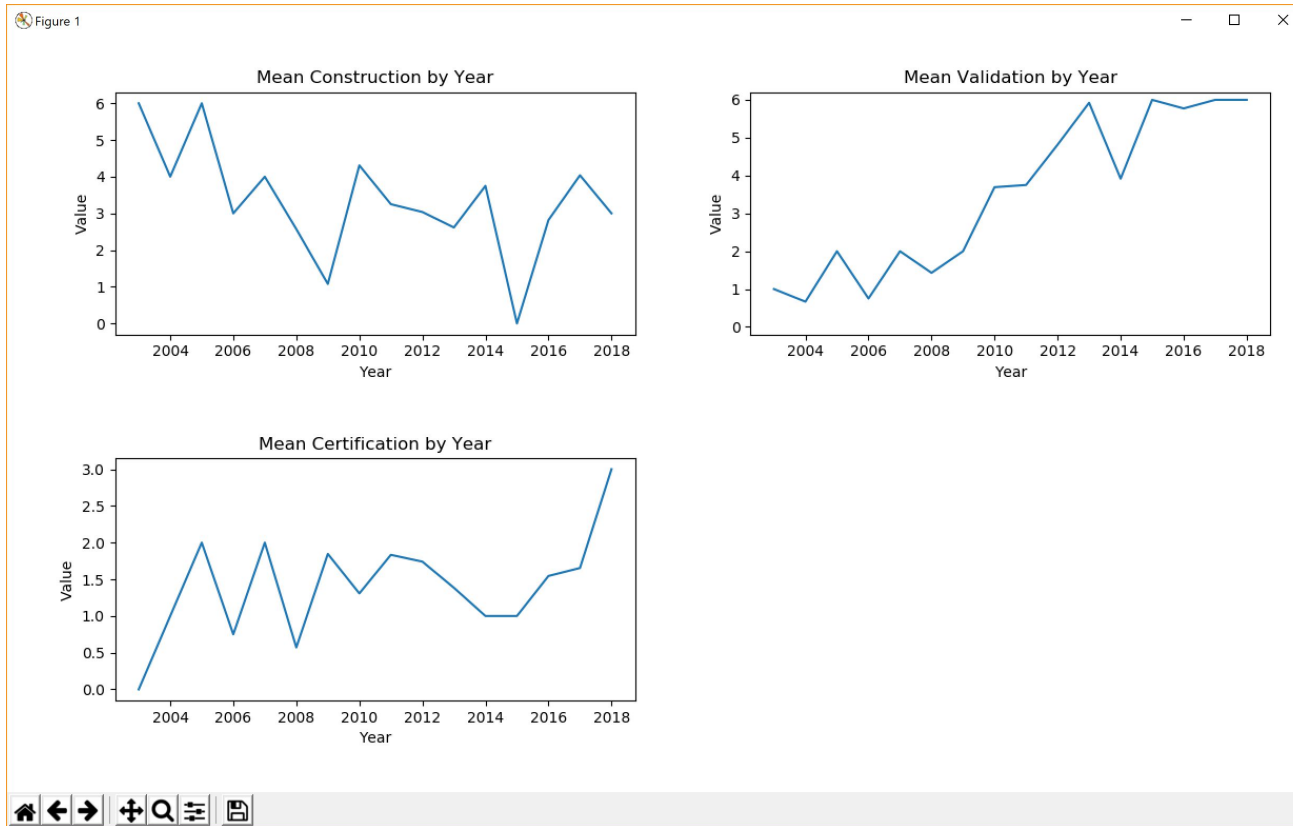 Figure 1
Mean Construction by Year
6
5
4
3
2
1
0
Value
2004 2006 2008 2010 2012 2014 2016 2018
Year
Mean Validation by Year
6
5
4
3
2
1
0
Value
2004 2006 2008 2010 2012 2014 2016 2018
Year
Mean Certification by Year
3.0
2.5
2.0
1.5
1.0
0.5
0.0
Value
2004 2006 2008 2010 2012 2014 2016 2018
Year